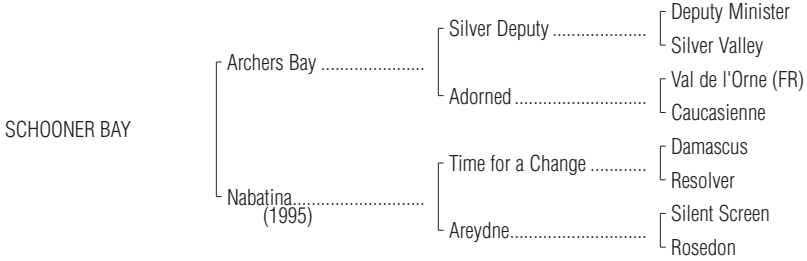 Deputy Minister
Silver Deputy ....................
Silver Valley
Archers Bay ......................
Val de l'Orne (FR)
Adorned............................
Caucasienne
SCHOONER BAY
Damascus
Time for a Change ............
Resolver
Nabatina............................
(1995)
Silent Screen
Areydne.............................
Rosedon